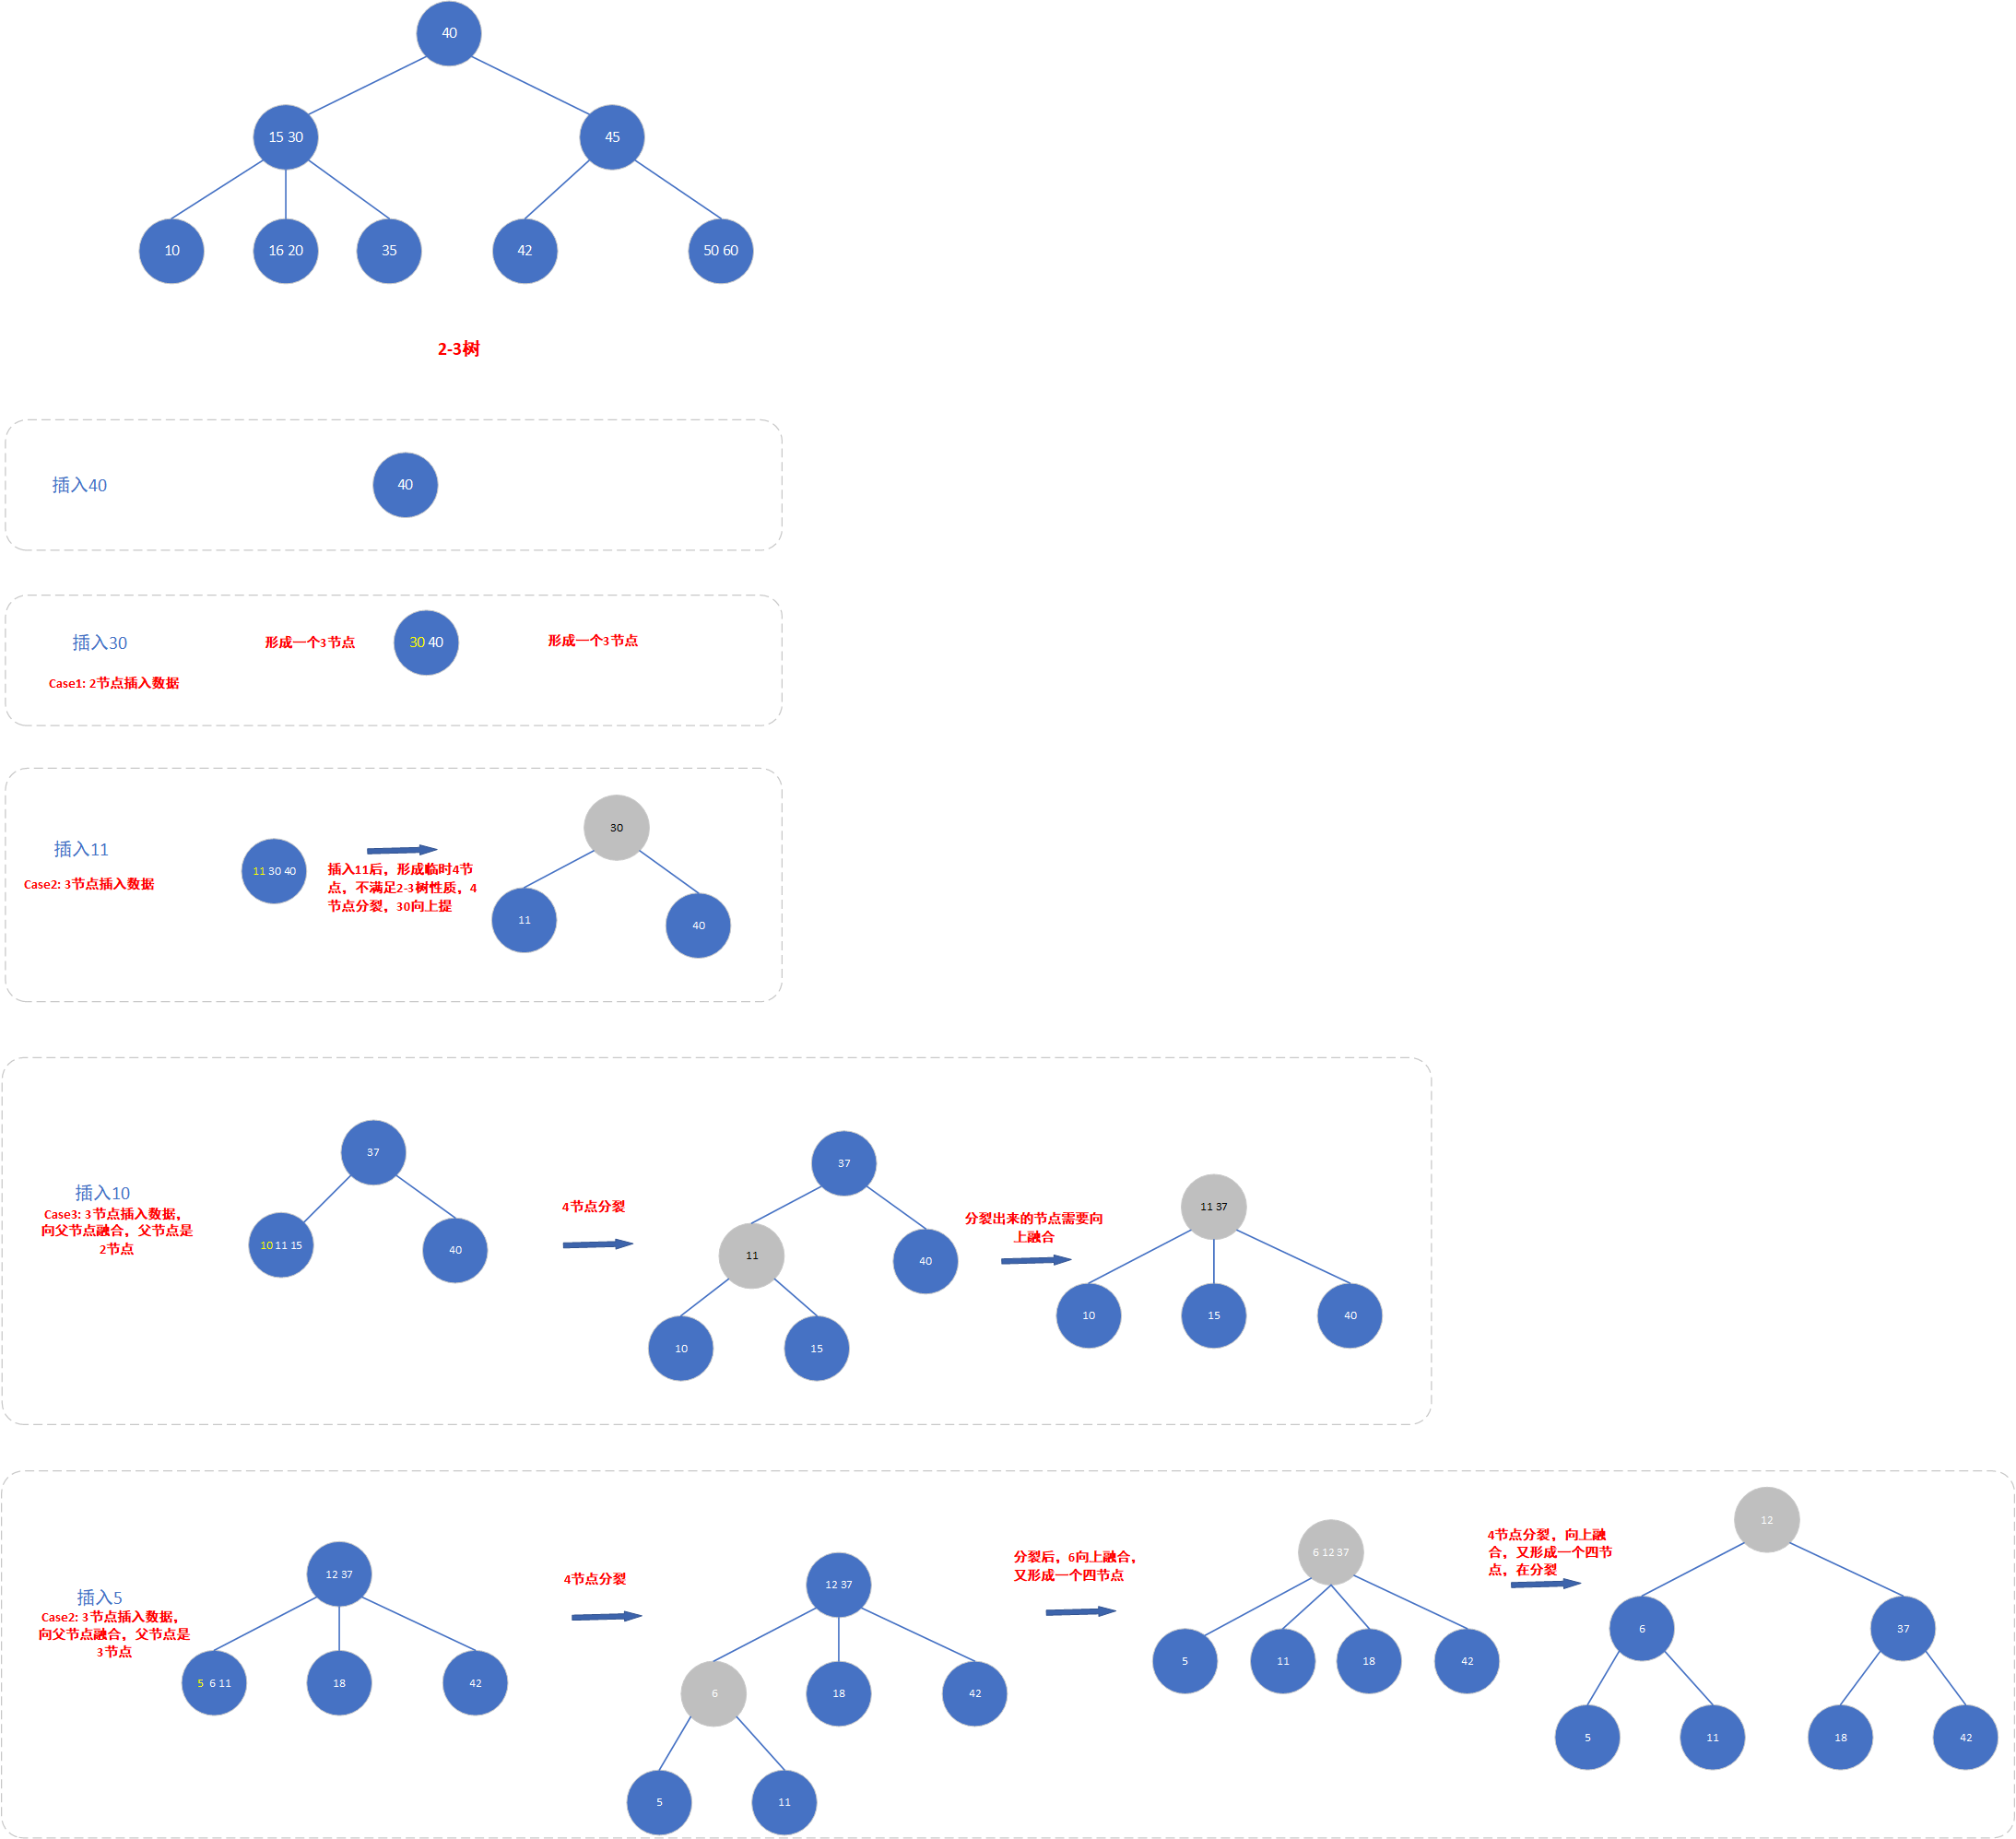 40
15 30
45
10
16 20
35
42
50 60
2-3树
插入40
40
插入30
形成一个3节点
30 40
形成一个3节点
Case1: 2节点插入数据
插入11
Case2: 3节点插入数据
11 30 40
插入11后，形成临时4节
点，不满足2-3树性质，4
节点分裂，30向上提
30
11
40
插入10
Case3: 3节点插入数据，
向父节点融合，父节点是
2节点
37
10 11 15
40
4节点分裂
37
11
40
10
15
分裂出来的节点需要向
上融合
11 37
10
15
40
插入5
Case2: 3节点插入数据，
向父节点融合，父节点是
3节点
12 37
5 6 11
18
42
4节点分裂
12 37
6
18
42
5
11
分裂后，6向上融合，
又形成一个四节点
6 12 37
5
11
18
42
4节点分裂，向上融
合，又形成一个四节
点，在分裂
12
6
37
5
11
18
42